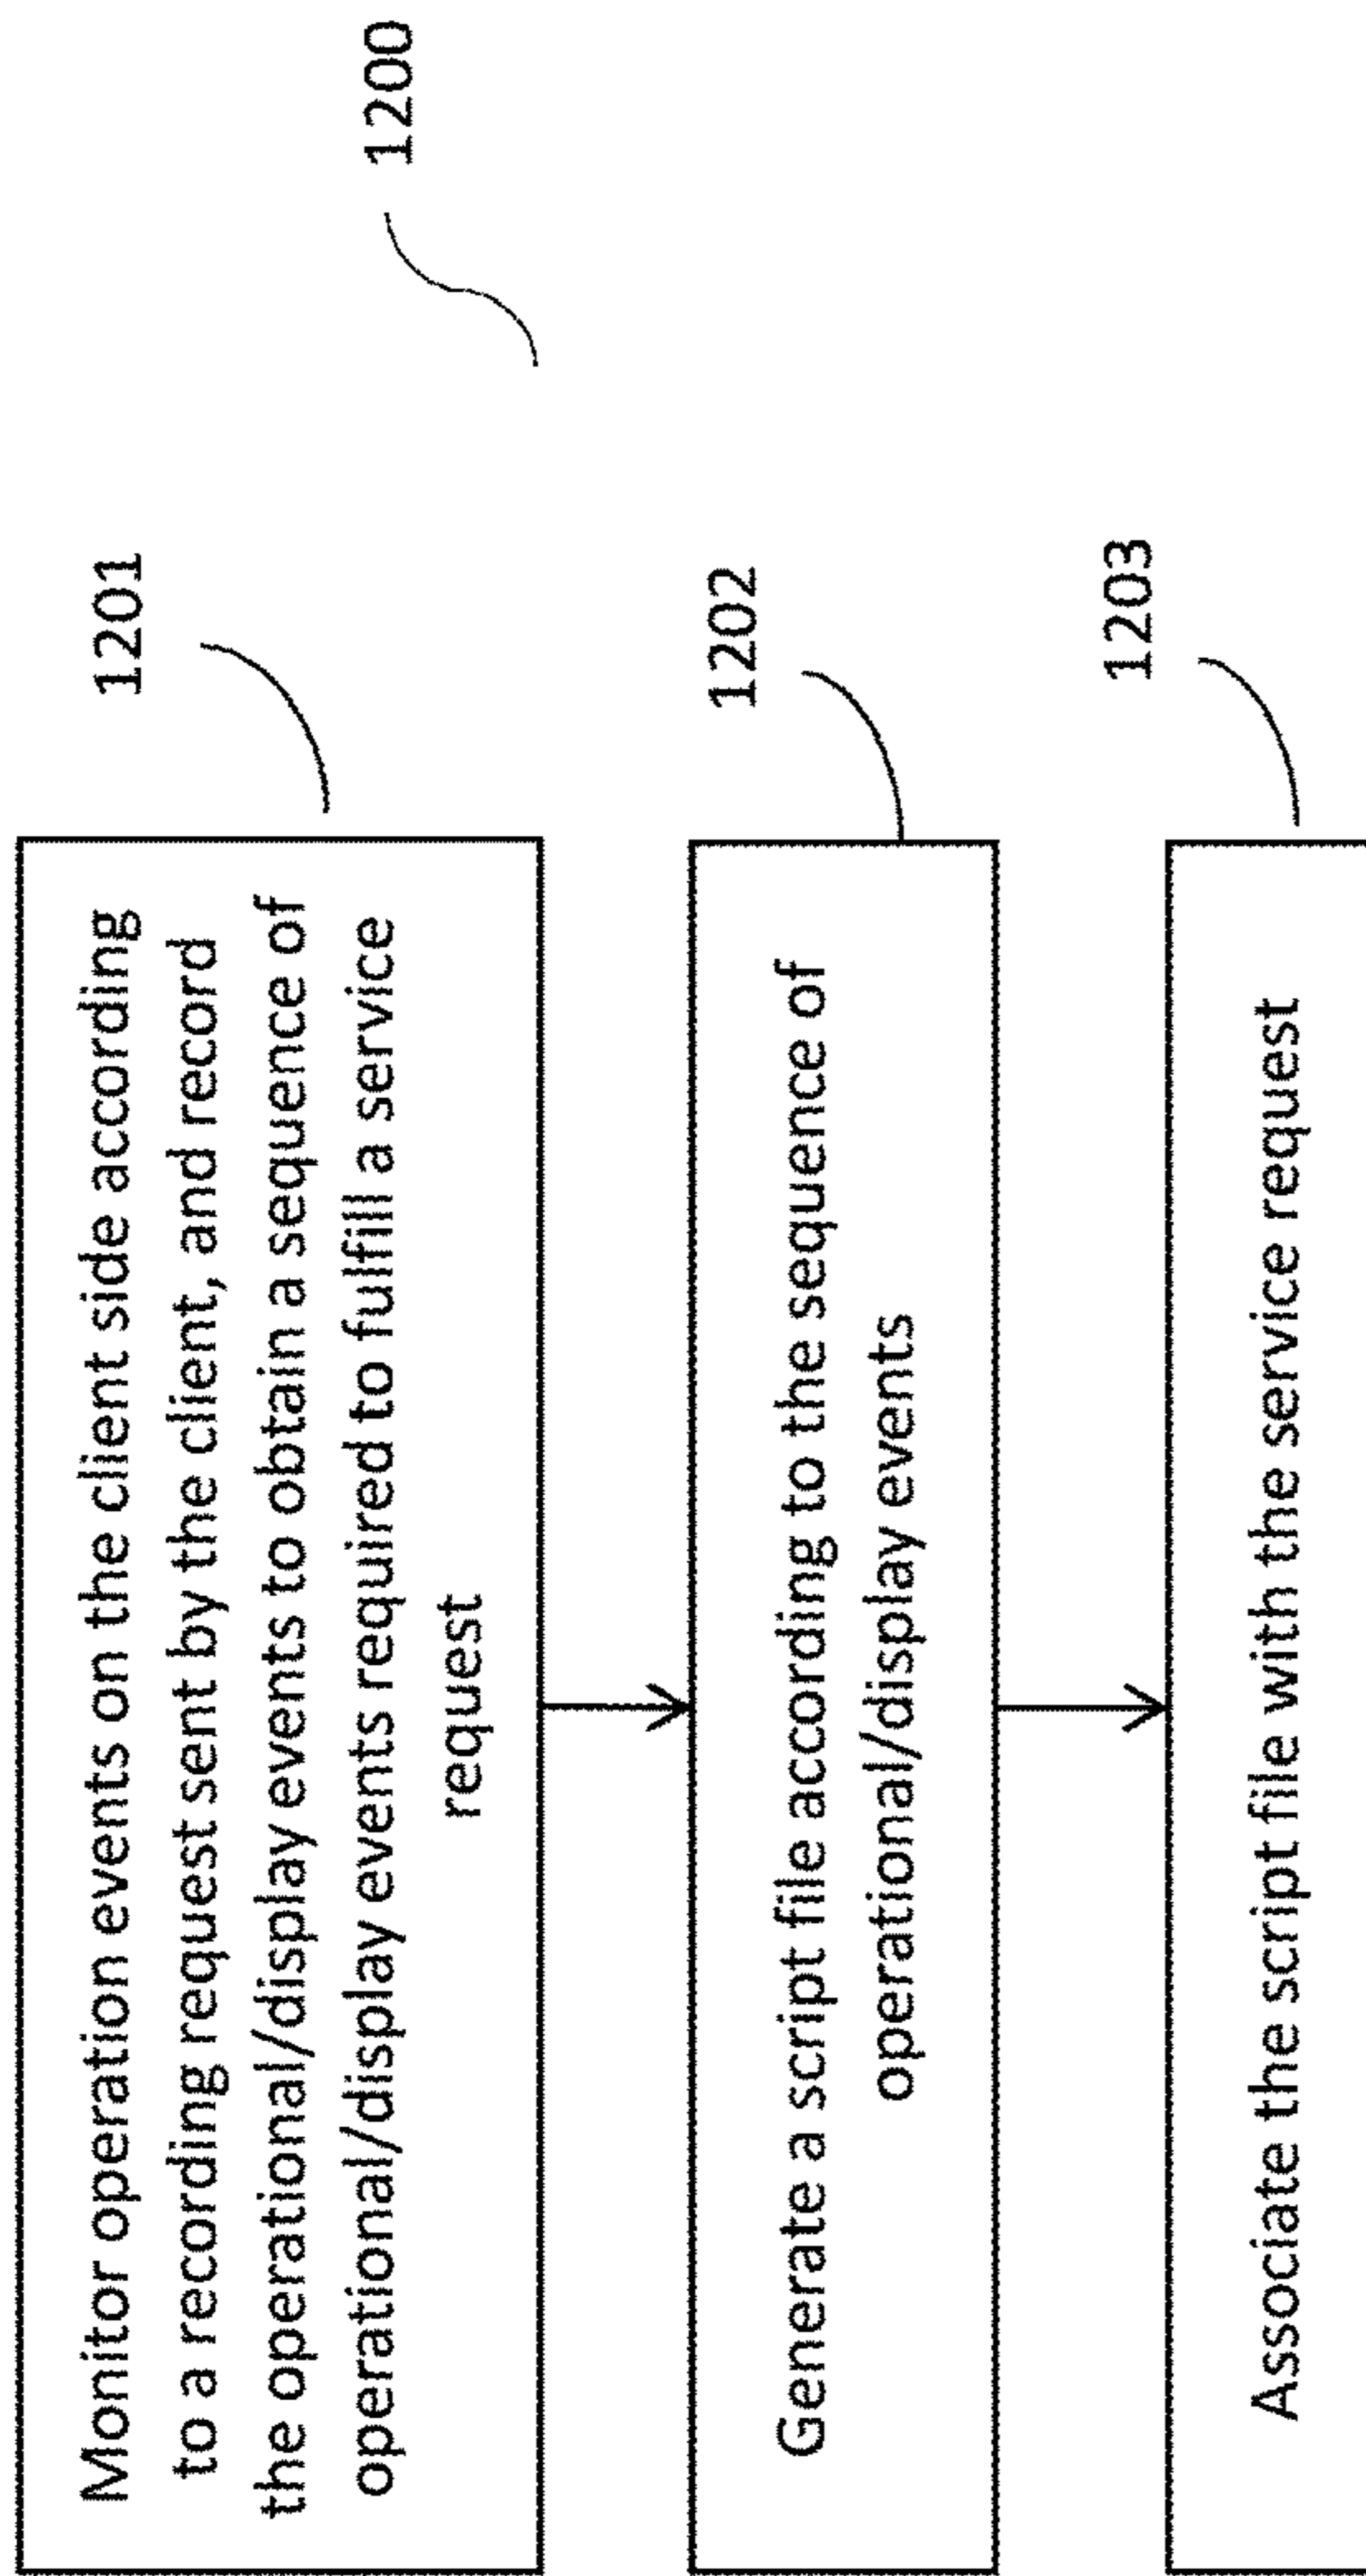 1200
1201
Monitor operation events on the client side according
to a recording request sent by the client, and record
the operational/display events to obtain a sequence of
operational/display events required to fulfill a service
request
1202
Generate a script file according to the sequence of
operational/display events
1203
Associate the script file with the service request